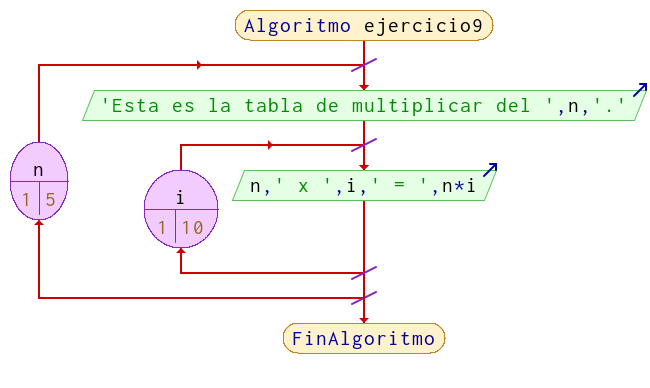 Algoritmo ejercicio9
'Esta es la tabla de multiplicar del ',n,'.'
n
1 5
i
1 10
n,' x ',i,' = ',n*i
FinAlgoritmo